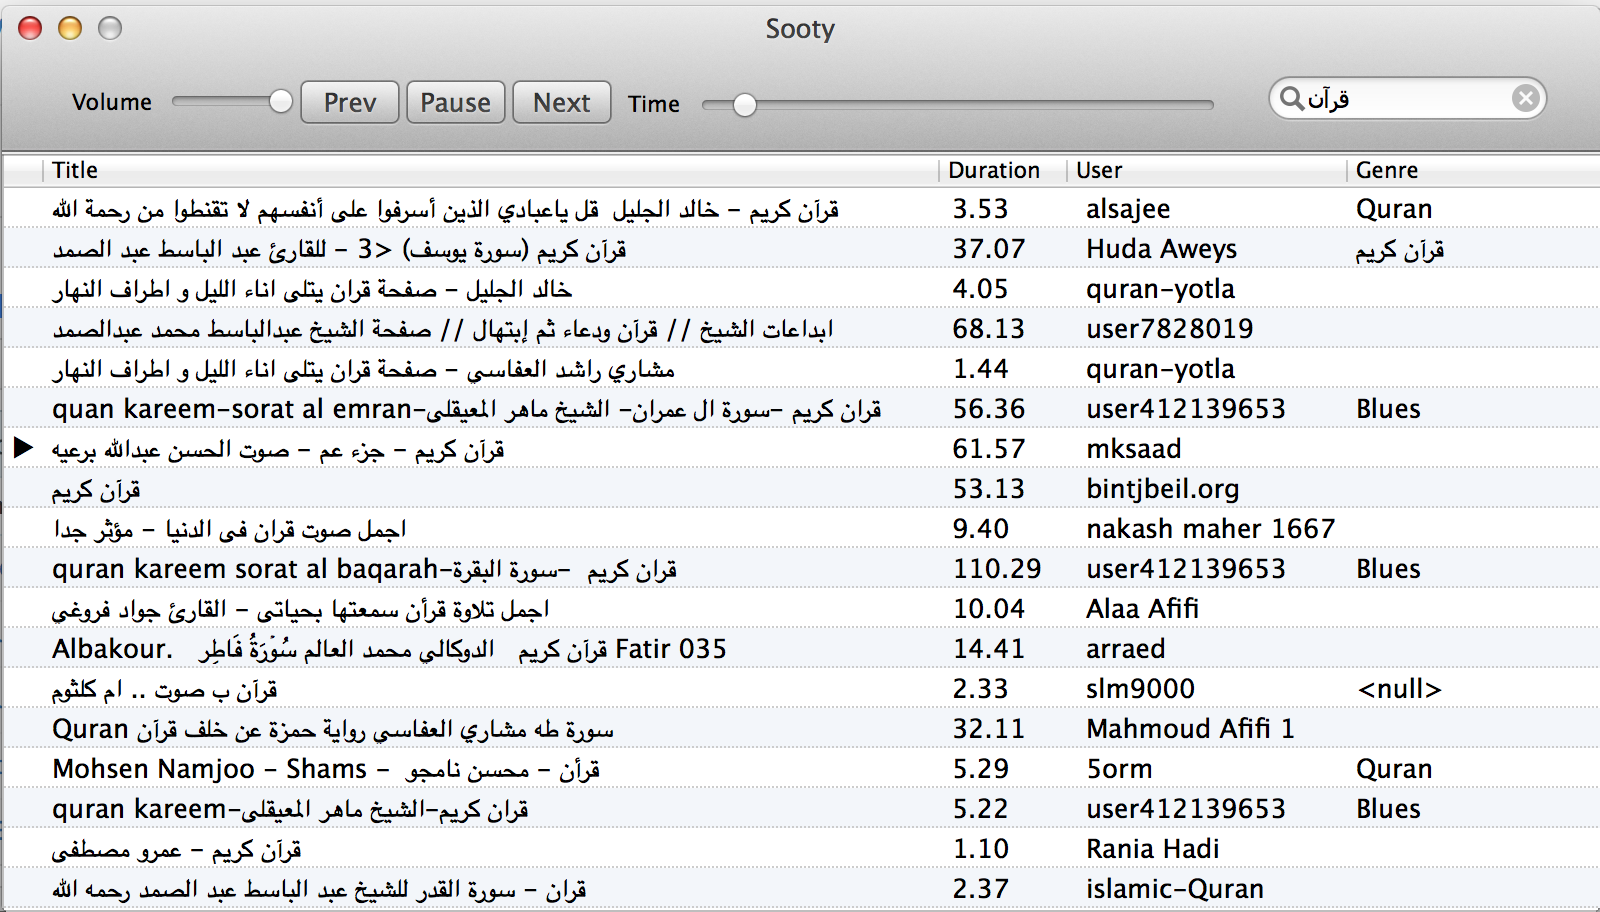 Sooty
Volume Prev Pause Next Time قرآن
Title Duration User Genre
قرآن كريم - خالد الجليل  قل ياعبادي الذين أسرفوا على أنفسهم لا تقنطوا من رحمة الله 3.53 alsajee Quran
قرآن كريم (سورة يوسف) <3 - للقارئ عبد الباسط عبد الصمد 37.07 Huda Aweys قرآن كريم
خالد الجليل - صفحة قران يتلى اناء الليل و اطراف النهار 4.05 quran-yotla
ابداعات الشيخ // قرآن ودعاء ثم إبتهال // صفحة الشيخ عبدالباسط محمد عبدالصمد 68.13 user7828019
مشاري راشد العفاسي - صفحة قران يتلى اناء الليل و اطراف النهار 1.44 quran-yotla
quan kareem-sorat al emran-قران كريم -سورة ال عمران- الشيخ ماهر المعيقلى 56.36 user412139653 Blues
قرآن كريم - جزء عم - صوت الحسن عبدالله برعيه 61.57 mksaad
قرآن كريم 53.13 bintjbeil.org
اجمل صوت قران فى الدنيا - مؤثر جدا 9.40 nakash maher 1667
quran kareem sorat al baqarah-قران كريم  -سورة البقرة 110.29 user412139653 Blues
اجمل تلاوة قرأن سمعتها بحياتى - القارئ جواد فروغي 10.04 Alaa Afifi
Albakour. قرآن كريم   الدوكالي محمد العالم سُوۡرَةُ فَاطِر Fatir 035 14.41 arraed
قرآن ب صوت .. ام كلثوم 2.33 slm9000 <null>
Quran سورة طه مشاري العفاسي رواية حمزة عن خلف قرآن 32.11 Mahmoud Afifi 1
Mohsen Namjoo - Shams - قرأن - محسن نامجو 5.29 5orm Quran
quran kareem-قران كريم-الشيخ ماهر المعيقلى 5.22 user412139653 Blues
قرآن كريم - عمرو مصطفى 1.10 Rania Hadi
قران - سورة القدر للشيخ عبد الباسط عبد الصمد رحمه الله 2.37 islamic-Quran